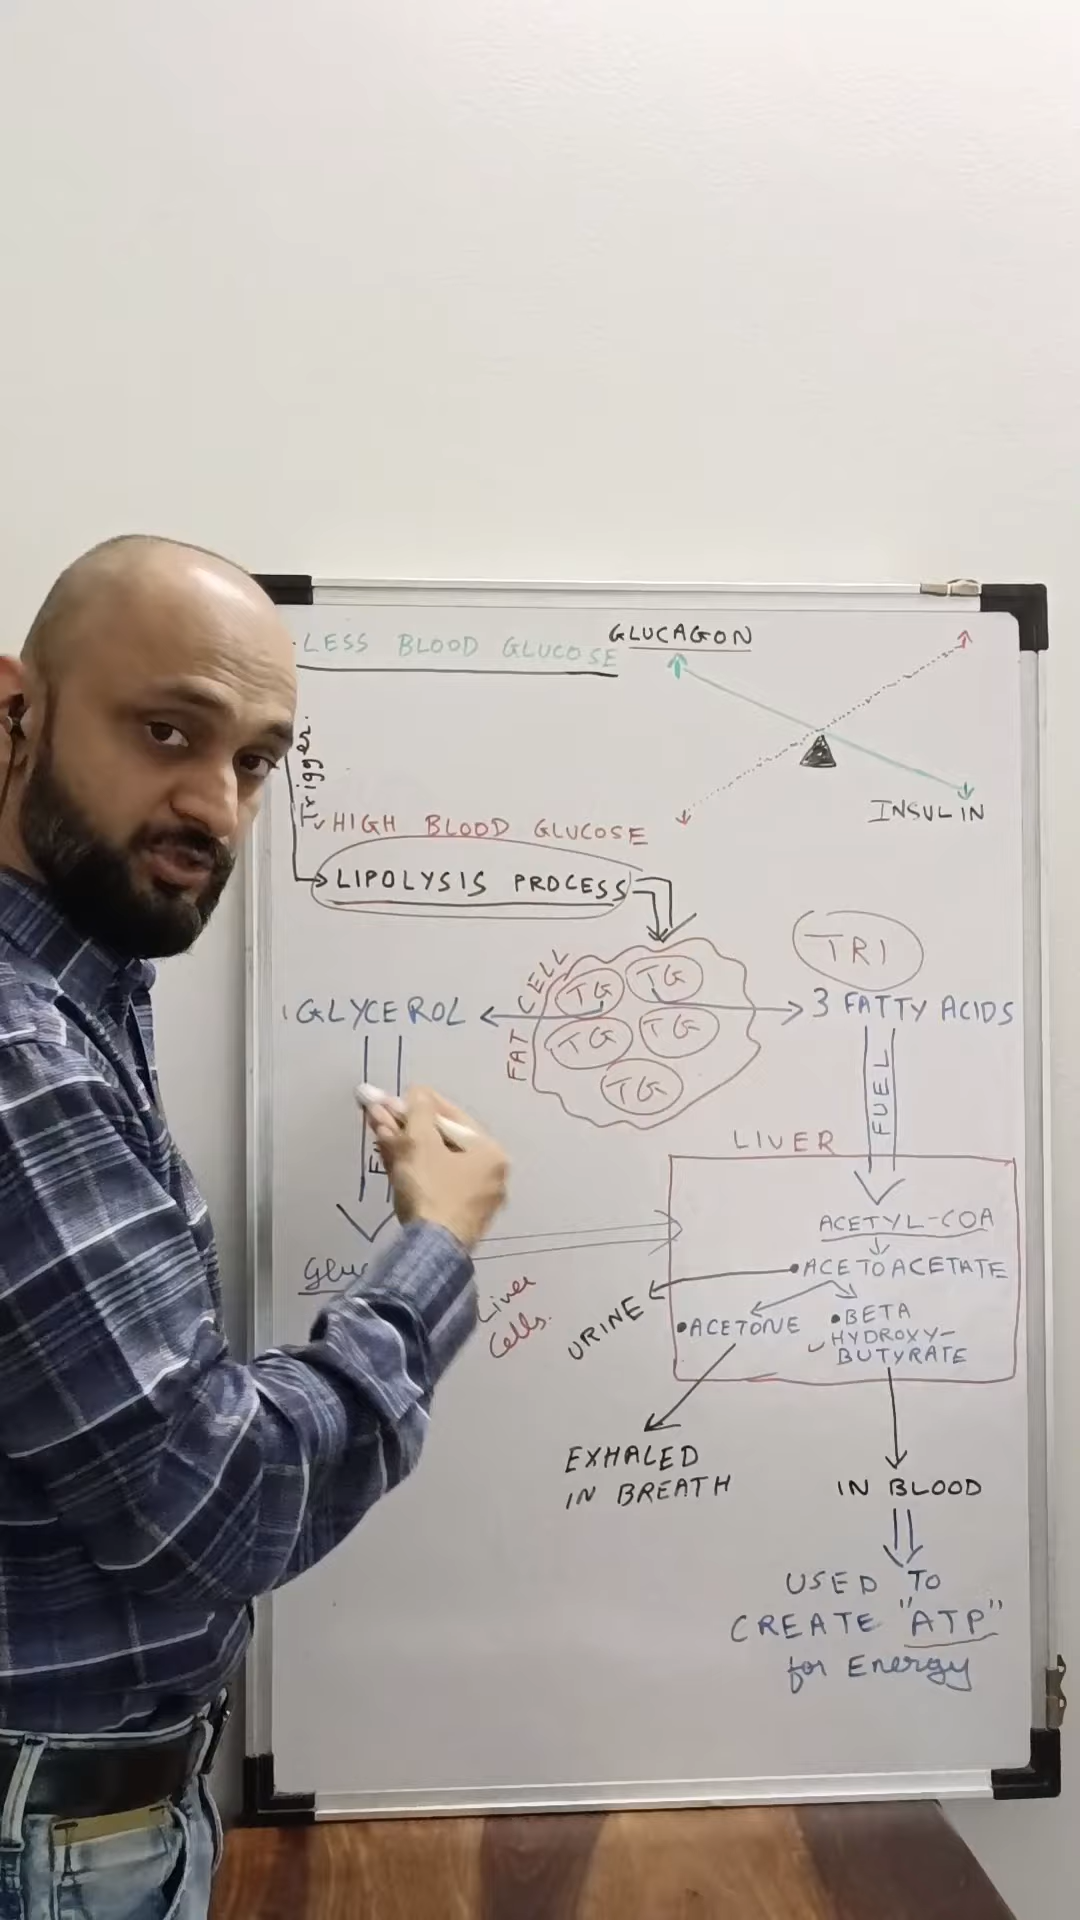 LESS BLOOD GLUCOSE
GLUCAGON
Trigger.
INSULIN
HIGH BLOOD GLUCOSE
LIPOLYSIS PROCESS
FAT CELL
TG
TG
TG
TG
TG
TRI
1 GLYCEROL
3 FATTY ACIDS
FUEL
LIVER
ACETYL-COA
•ACETOACETATE
Liver
Cells.
URINE
•ACETONE
•BETA
HYDROXY-
BUTYRATE
EXHALED
IN BREATH
IN BLOOD
USED TO
CREATE "ATP"
for Energy